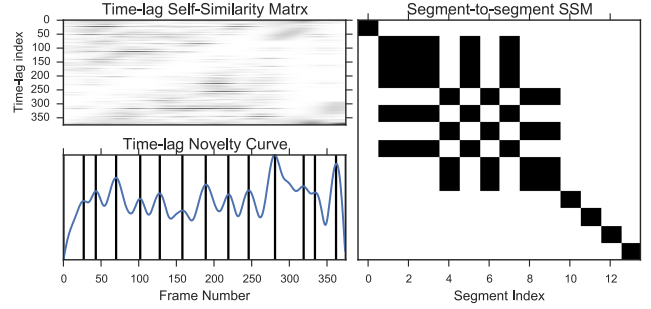 Time-lag Self-Similarity Matrx
Time-lag index
0
50
100
150
200
250
300
350
Time-lag Novelty Curve
0 50 100 150 200 250 300 350
Frame Number
Segment-to-segment SSM
0 2 4 6 8 10 12
Segment Index